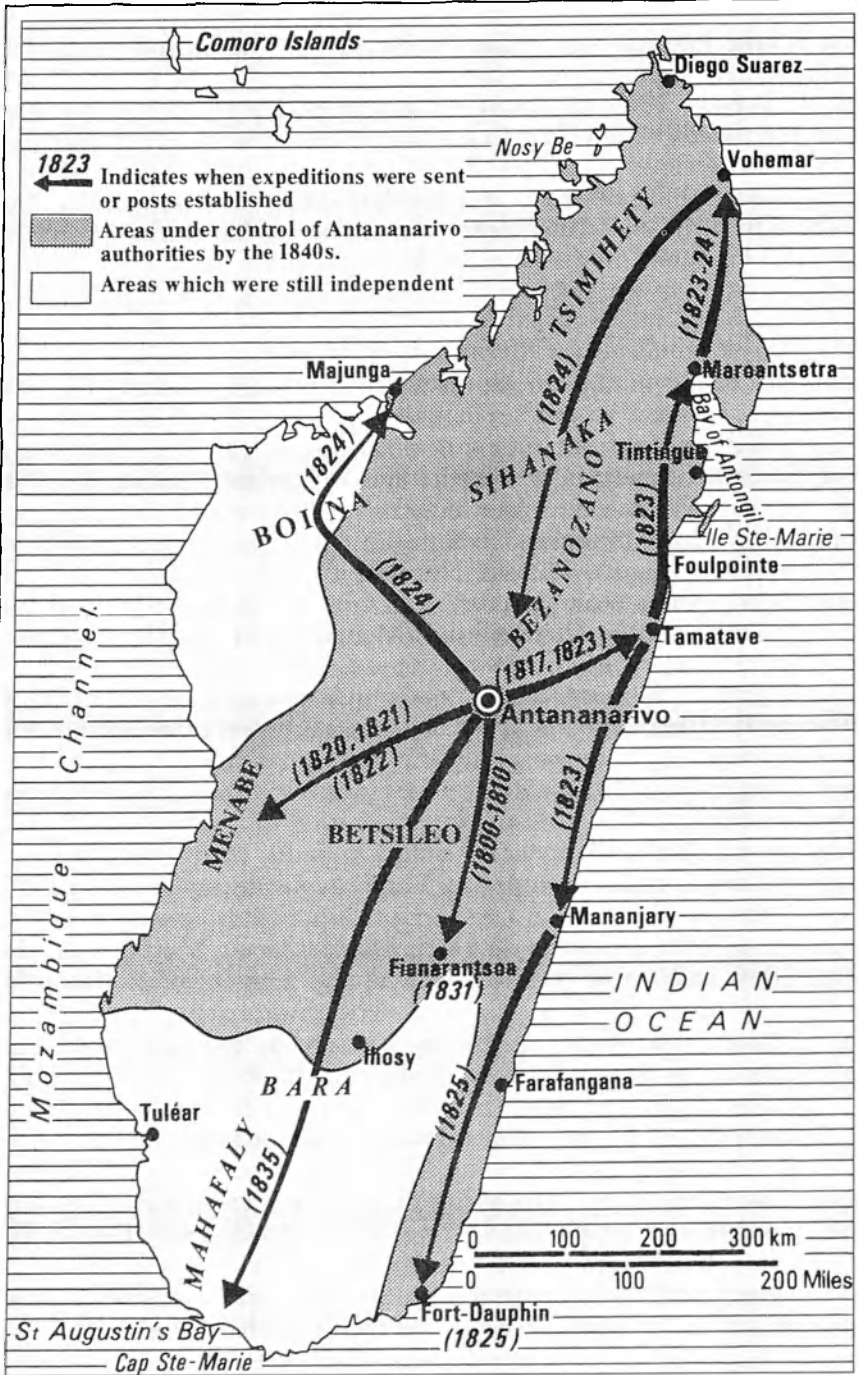 Comoro Islands
Diego Suarez
Nosy Be
Vohemar
1823
Indicates when expeditions were sent
or posts established
Areas under control of Antananarivo
authorities by the 1840s.
Areas which were still independent
TSIMIHETY
(1823-24)
Majunga
Maroantsetra
(1824)
(1824)
Bay of Antongil
SIHANAKA
Tintingue
BOINA
BEZANOZANO
Ile Ste-Marie
(1823)
Foulpointe
(1824)
Tamatave
(1817,1823)
Antananarivo
(1820,1821)
(1822)
(1823)
MENABE
BETSILEO
(1800-1810)
Mananjary
Fianarantsoa
(1831)
INDIAN
OCEAN
Mozambique Channel
Ihosy
BARA
Farafangana
Tuléar
(1825)
MAHAFALY
(1835)
0 100 200 300 km
0 100 200 Miles
Fort-Dauphin
(1825)
St Augustin's Bay
Cap Ste-Marie